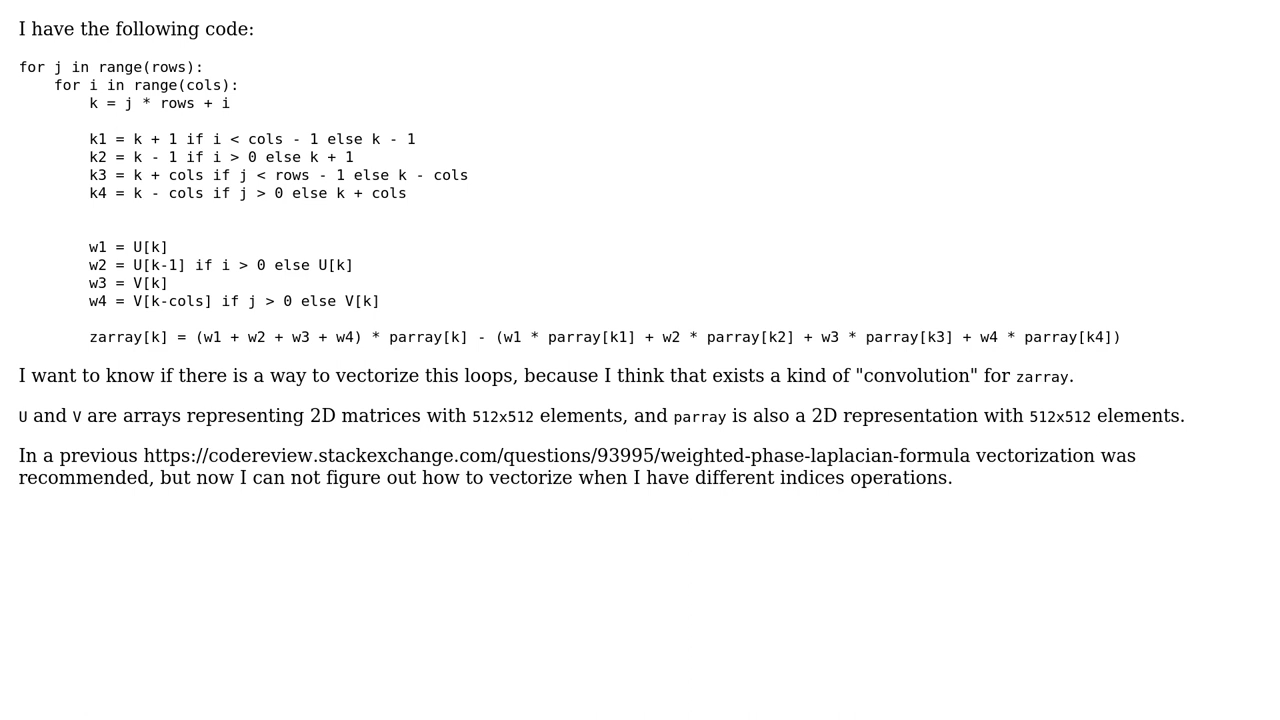 I have the following code:
for j in range(rows):
    for i in range(cols):
        k = j * rows + i
        k1 = k + 1 if i < cols - 1 else k - 1
        k2 = k - 1 if i > 0 else k + 1
        k3 = k + cols if j < rows - 1 else k - cols
        k4 = k - cols if j > 0 else k + cols
        w1 = U[k]
        w2 = U[k-1] if i > 0 else U[k]
        w3 = V[k]
        w4 = V[k-cols] if j > 0 else V[k]
        zarray[k] = (w1 + w2 + w3 + w4) * parray[k] - (w1 * parray[k1] + w2 * parray[k2] + w3 * parray[k3] + w4 * parray[k4])
I want to know if there is a way to vectorize this loops, because I think that exists a kind of "convolution" for zarray.
U and V are arrays representing 2D matrices with 512x512 elements, and parray is also a 2D representation with 512x512 elements.
In a previous https://codereview.stackexchange.com/questions/93995/weighted-phase-laplacian-formula vectorization was
recommended, but now I can not figure out how to vectorize when I have different indices operations.